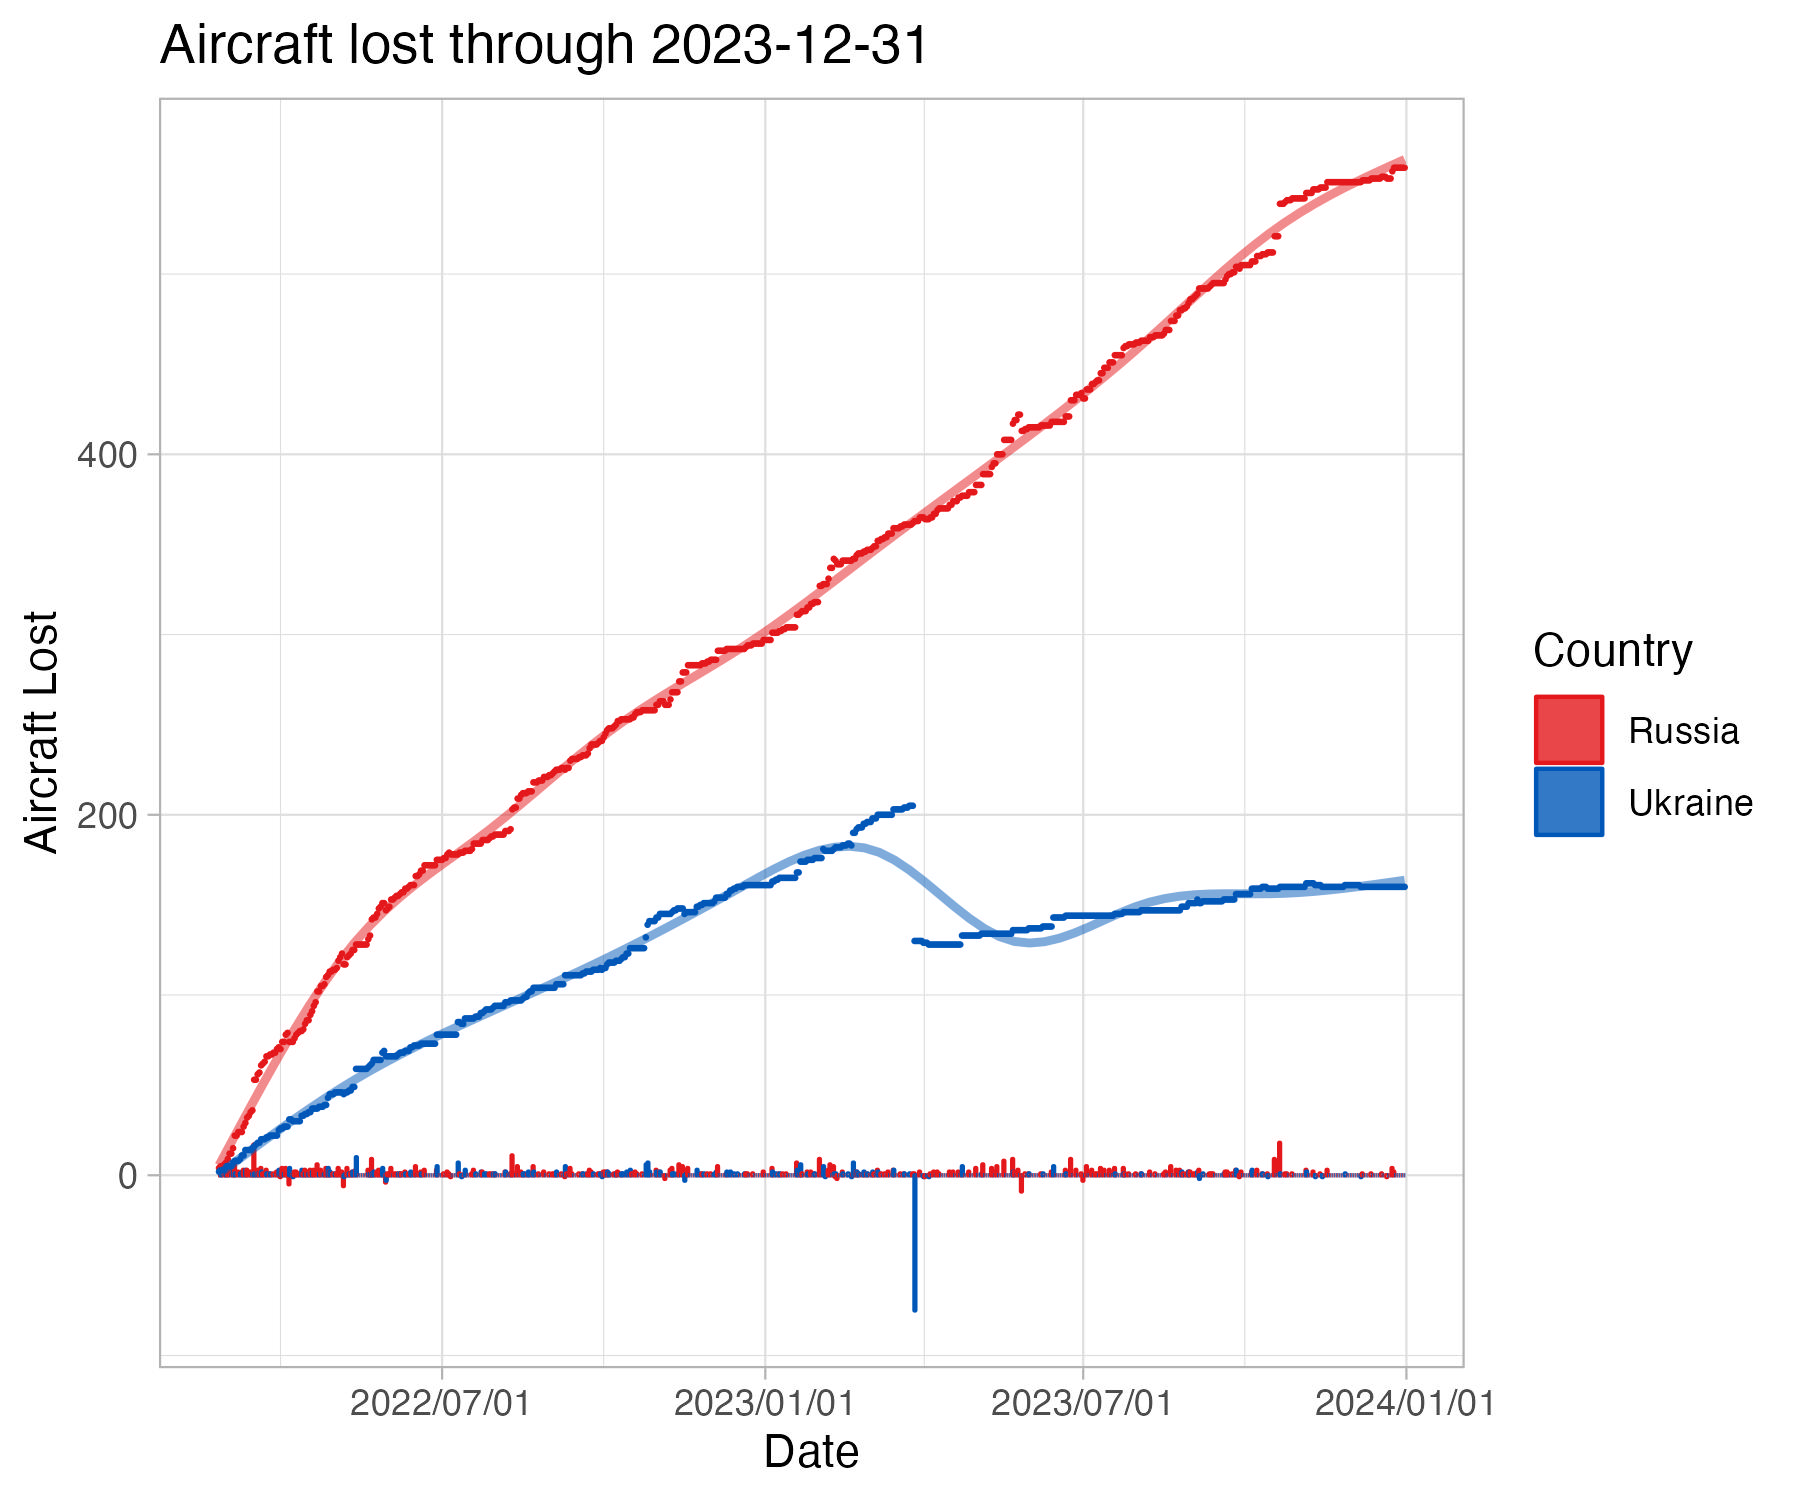 Aircraft lost through 2023-12-31
Aircraft Lost
400
200
0
2022/07/01
2023/01/01
2023/07/01
2024/01/01
Date
Country
Russia
Ukraine